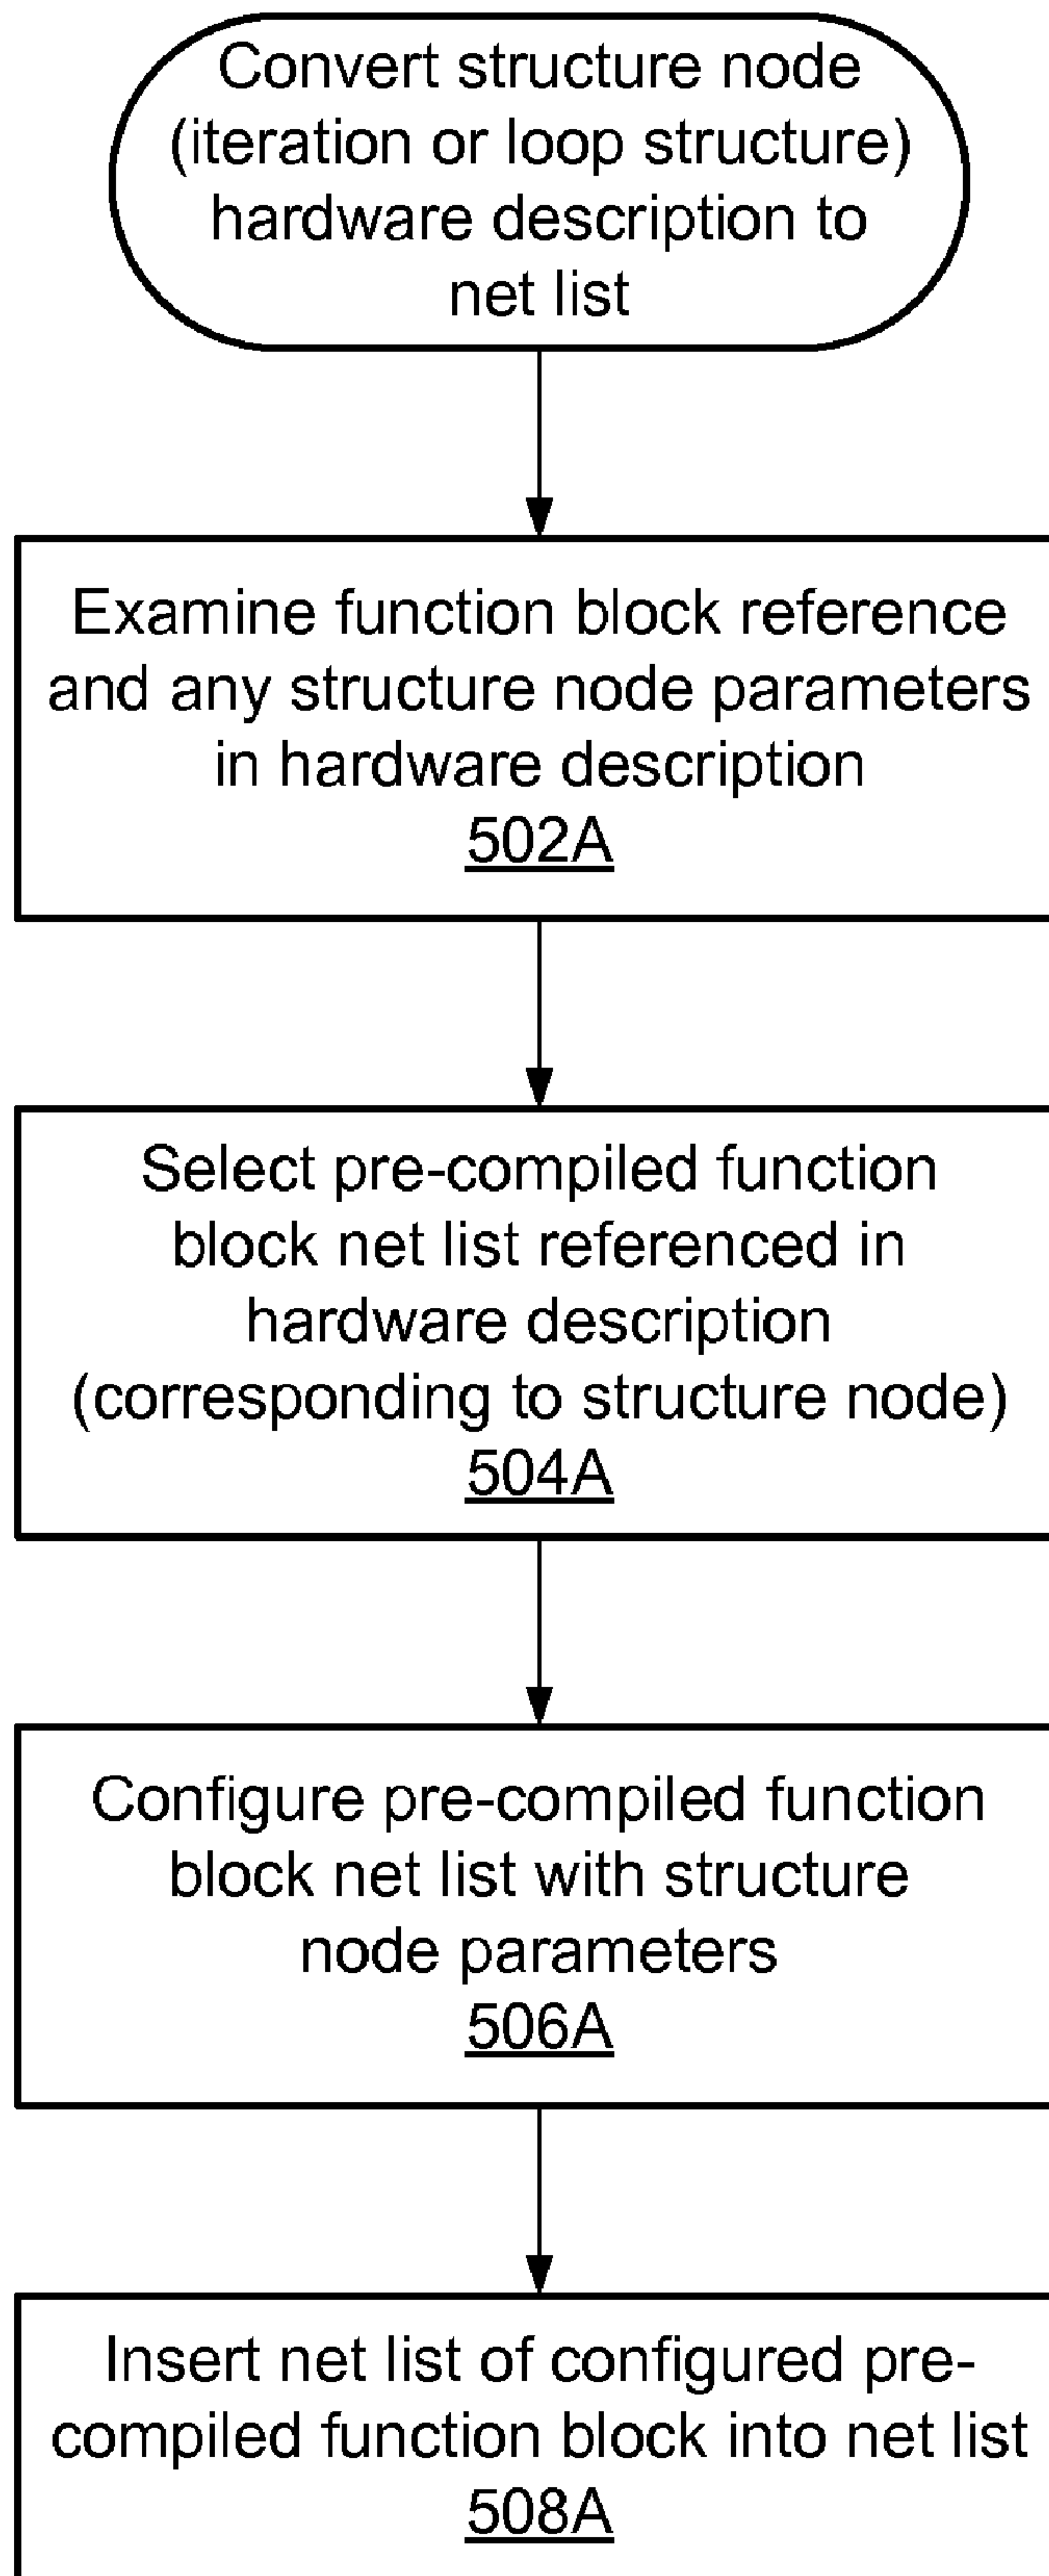 Convert structure node
(iteration or loop structure)
hardware description to
net list
Examine function block reference
and any structure node parameters
in hardware description
502A
Select pre-compiled function
block net list referenced in
hardware description
(corresponding to structure node)
504A
Configure pre-compiled function
block net list with structure
node parameters
506A
Insert net list of configured pre-
compiled function block into net list
508A